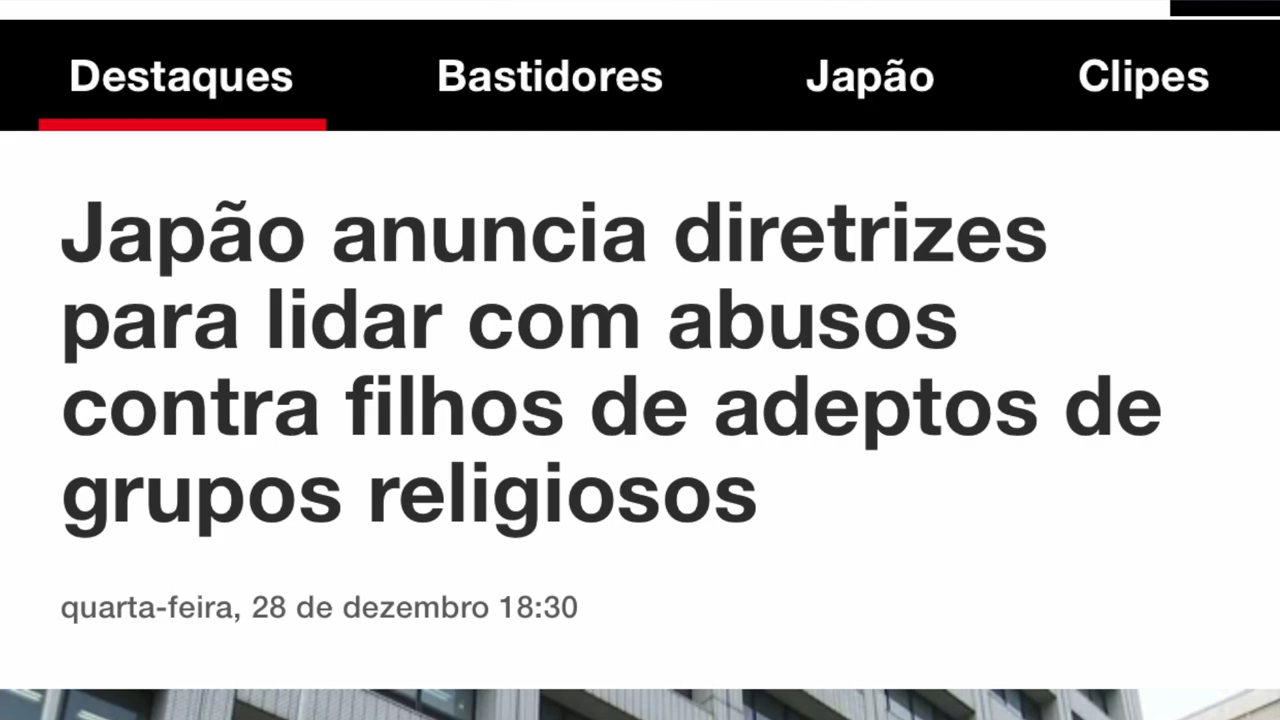 Destaques Bastidores Japão Clipes
Japão anuncia diretrizes
para lidar com abusos
contra filhos de adeptos de
grupos religiosos
quarta-feira, 28 de dezembro 18:30